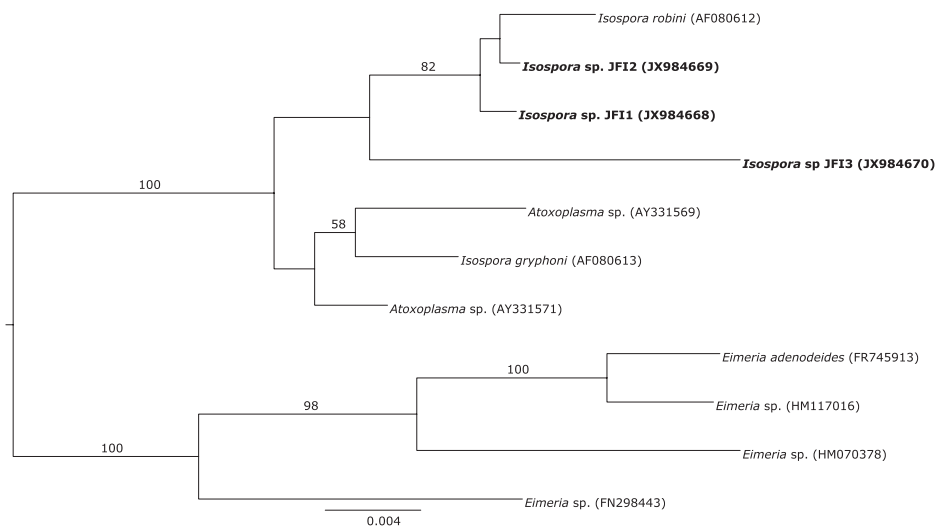 Isospora robini (AF080612)
82
Isospora sp. JFI2 (JX984669)
Isospora sp. JFI1 (JX984668)
Isospora sp JFI3 (JX984670)
100
Atoxoplasma sp. (AY331569)
58
Isospora gryphoni (AF080613)
Atoxoplasma sp. (AY331571)
Eimeria adenodeides (FR745913)
100
Eimeria sp. (HM117016)
98
Eimeria sp. (HM070378)
100
Eimeria sp. (FN298443)
0.004